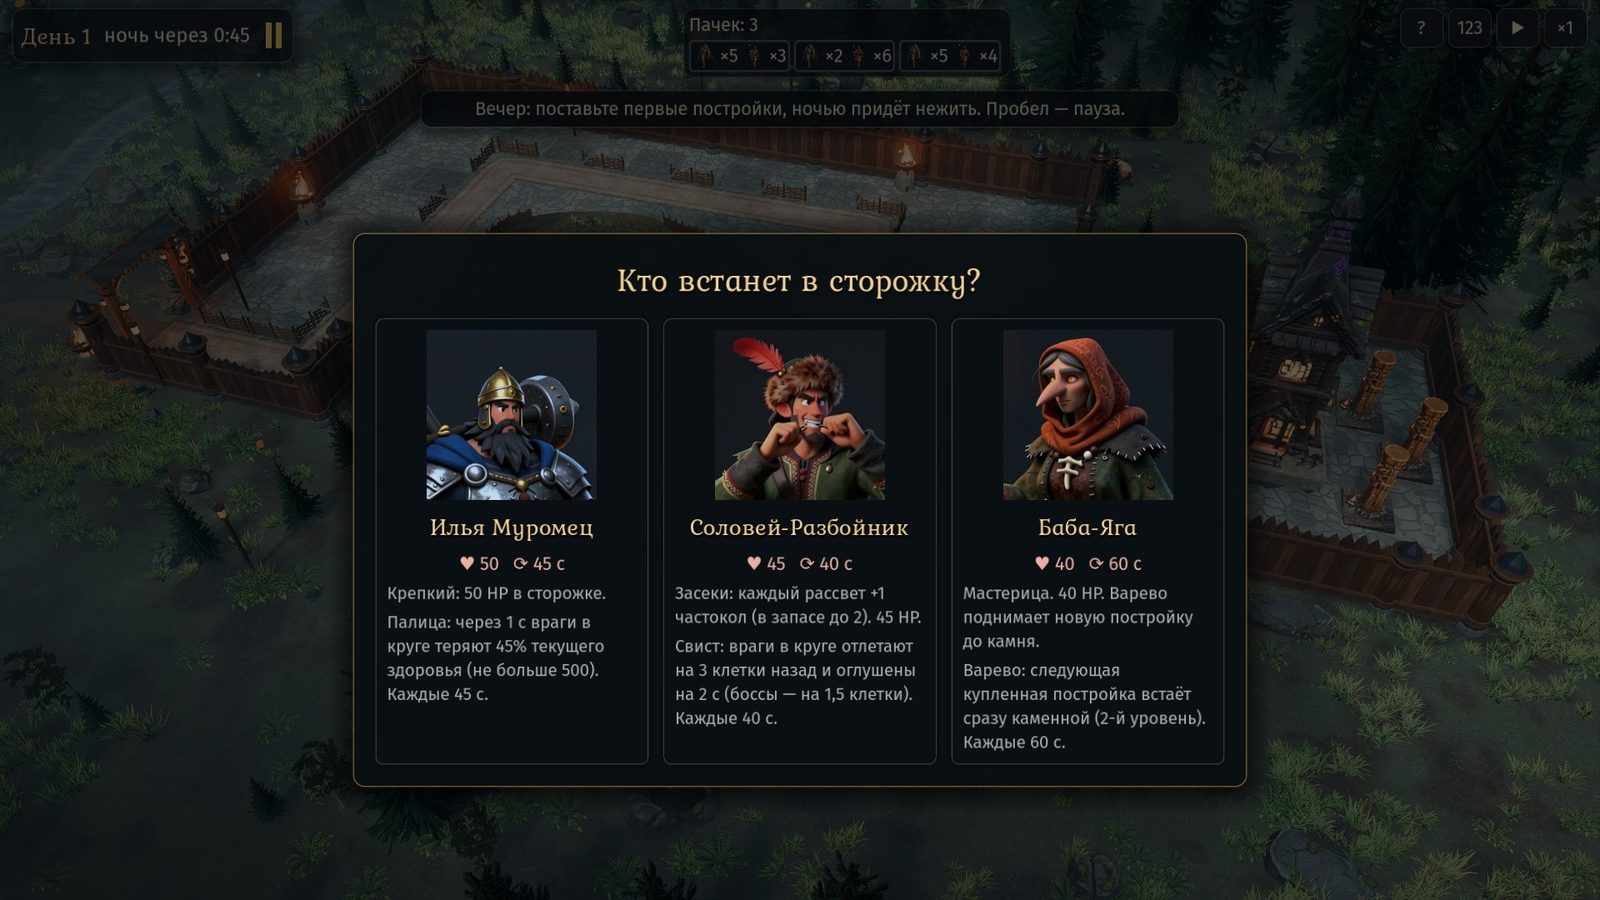 День 1 ночь через 0:45
Пачек: 3
×5 ×3 ×2 ×6 ×5 ×4
? 123 ×1
Вечер: поставьте первые постройки, ночью придёт нежить. Пробел — пауза.
Кто встанет в сторожку?
Илья Муромец
♥ 50 ⟳ 45 с
Крепкий: 50 HP в сторожке.
Палица: через 1 с враги в
круге теряют 45% текущего
здоровья (не больше 500).
Каждые 45 с.
Соловей-Разбойник
♥ 45 ⟳ 40 с
Засеки: каждый рассвет +1
частокол (в запасе до 2). 45 HP.
Свист: враги в круге отлетают
на 3 клетки назад и оглушены
на 2 с (боссы — на 1,5 клетки).
Каждые 40 с.
Баба-Яга
♥ 40 ⟳ 60 с
Мастерица. 40 HP. Варево
поднимает новую постройку
до камня.
Варево: следующая
купленная постройка встаёт
сразу каменной (2-й уровень).
Каждые 60 с.